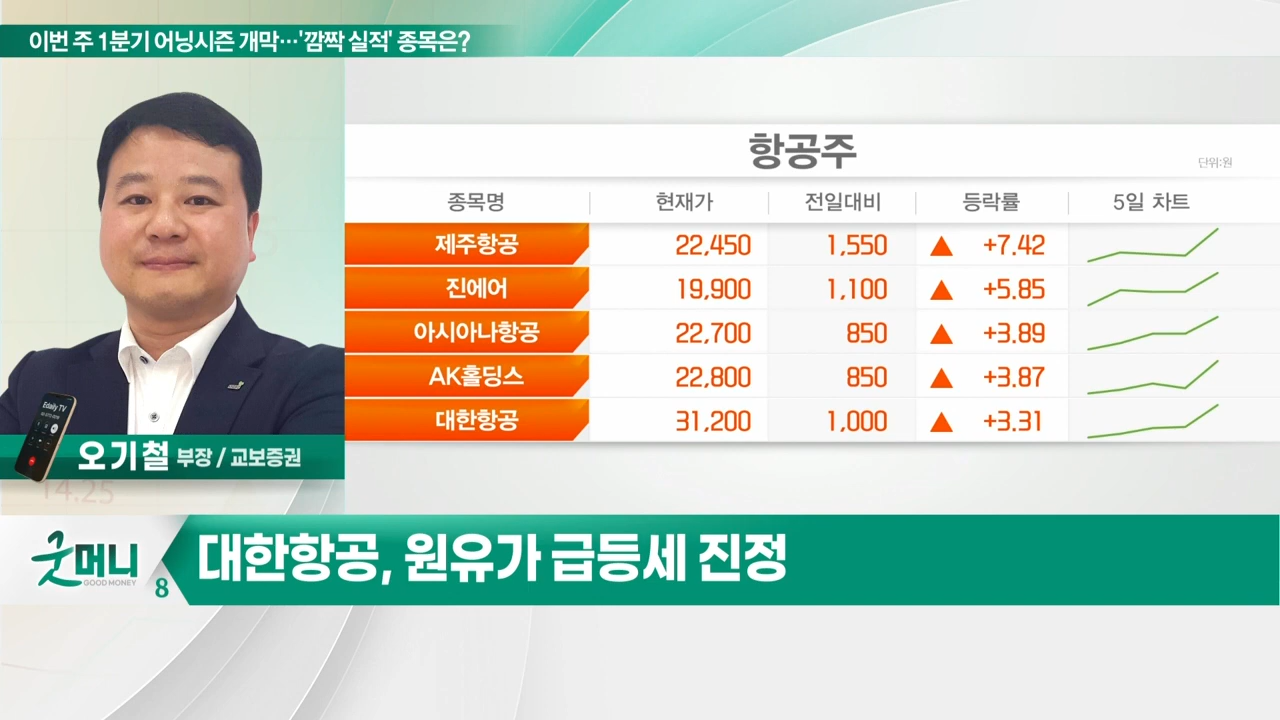 이번 주 1분기 어닝시즌 개막…'깜짝 실적' 종목은?
항공주
단위:원
종목명 현재가 전일대비 등락률 5일 차트
제주항공 22,450 1,550 ▲ +7.42
진에어 19,900 1,100 ▲ +5.85
아시아나항공 22,700 850 ▲ +3.89
AK홀딩스 22,800 850 ▲ +3.87
대한항공 31,200 1,000 ▲ +3.31
Edaily TV
오기철 부장 / 교보증권
14.25
굿머니
GOOD MONEY
8
대한항공, 원유가 급등세 진정